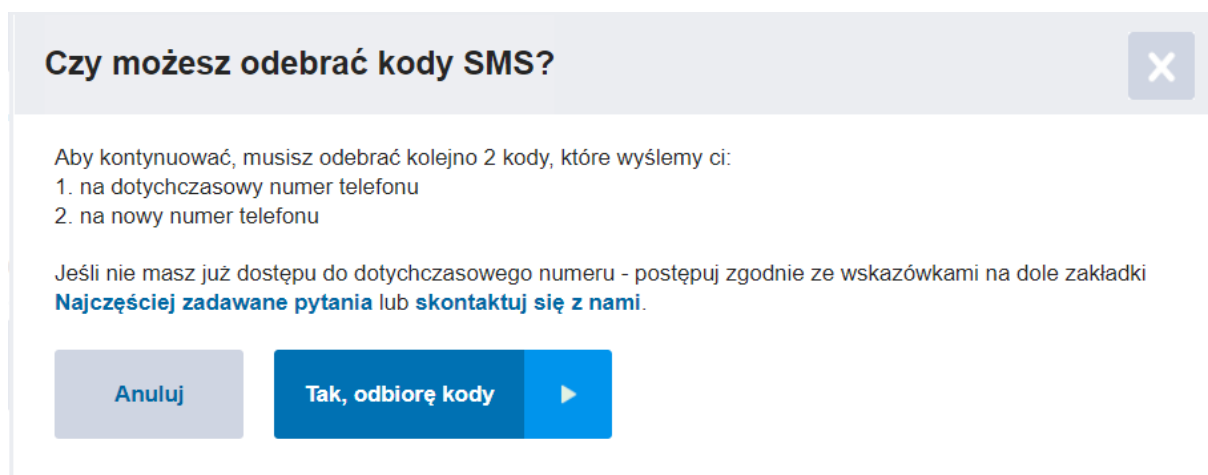 Czy możesz odebrać kody SMS?
Aby kontynuować, musisz odebrać kolejno 2 kody, które wyślemy ci:
1. na dotychczasowy numer telefonu
2. na nowy numer telefonu
Jeśli nie masz już dostępu do dotychczasowego numeru - postępuj zgodnie ze wskazówkami na dole zakładki
Najczęściej zadawane pytania lub skontaktuj się z nami.
Anuluj
Tak, odbiorę kody